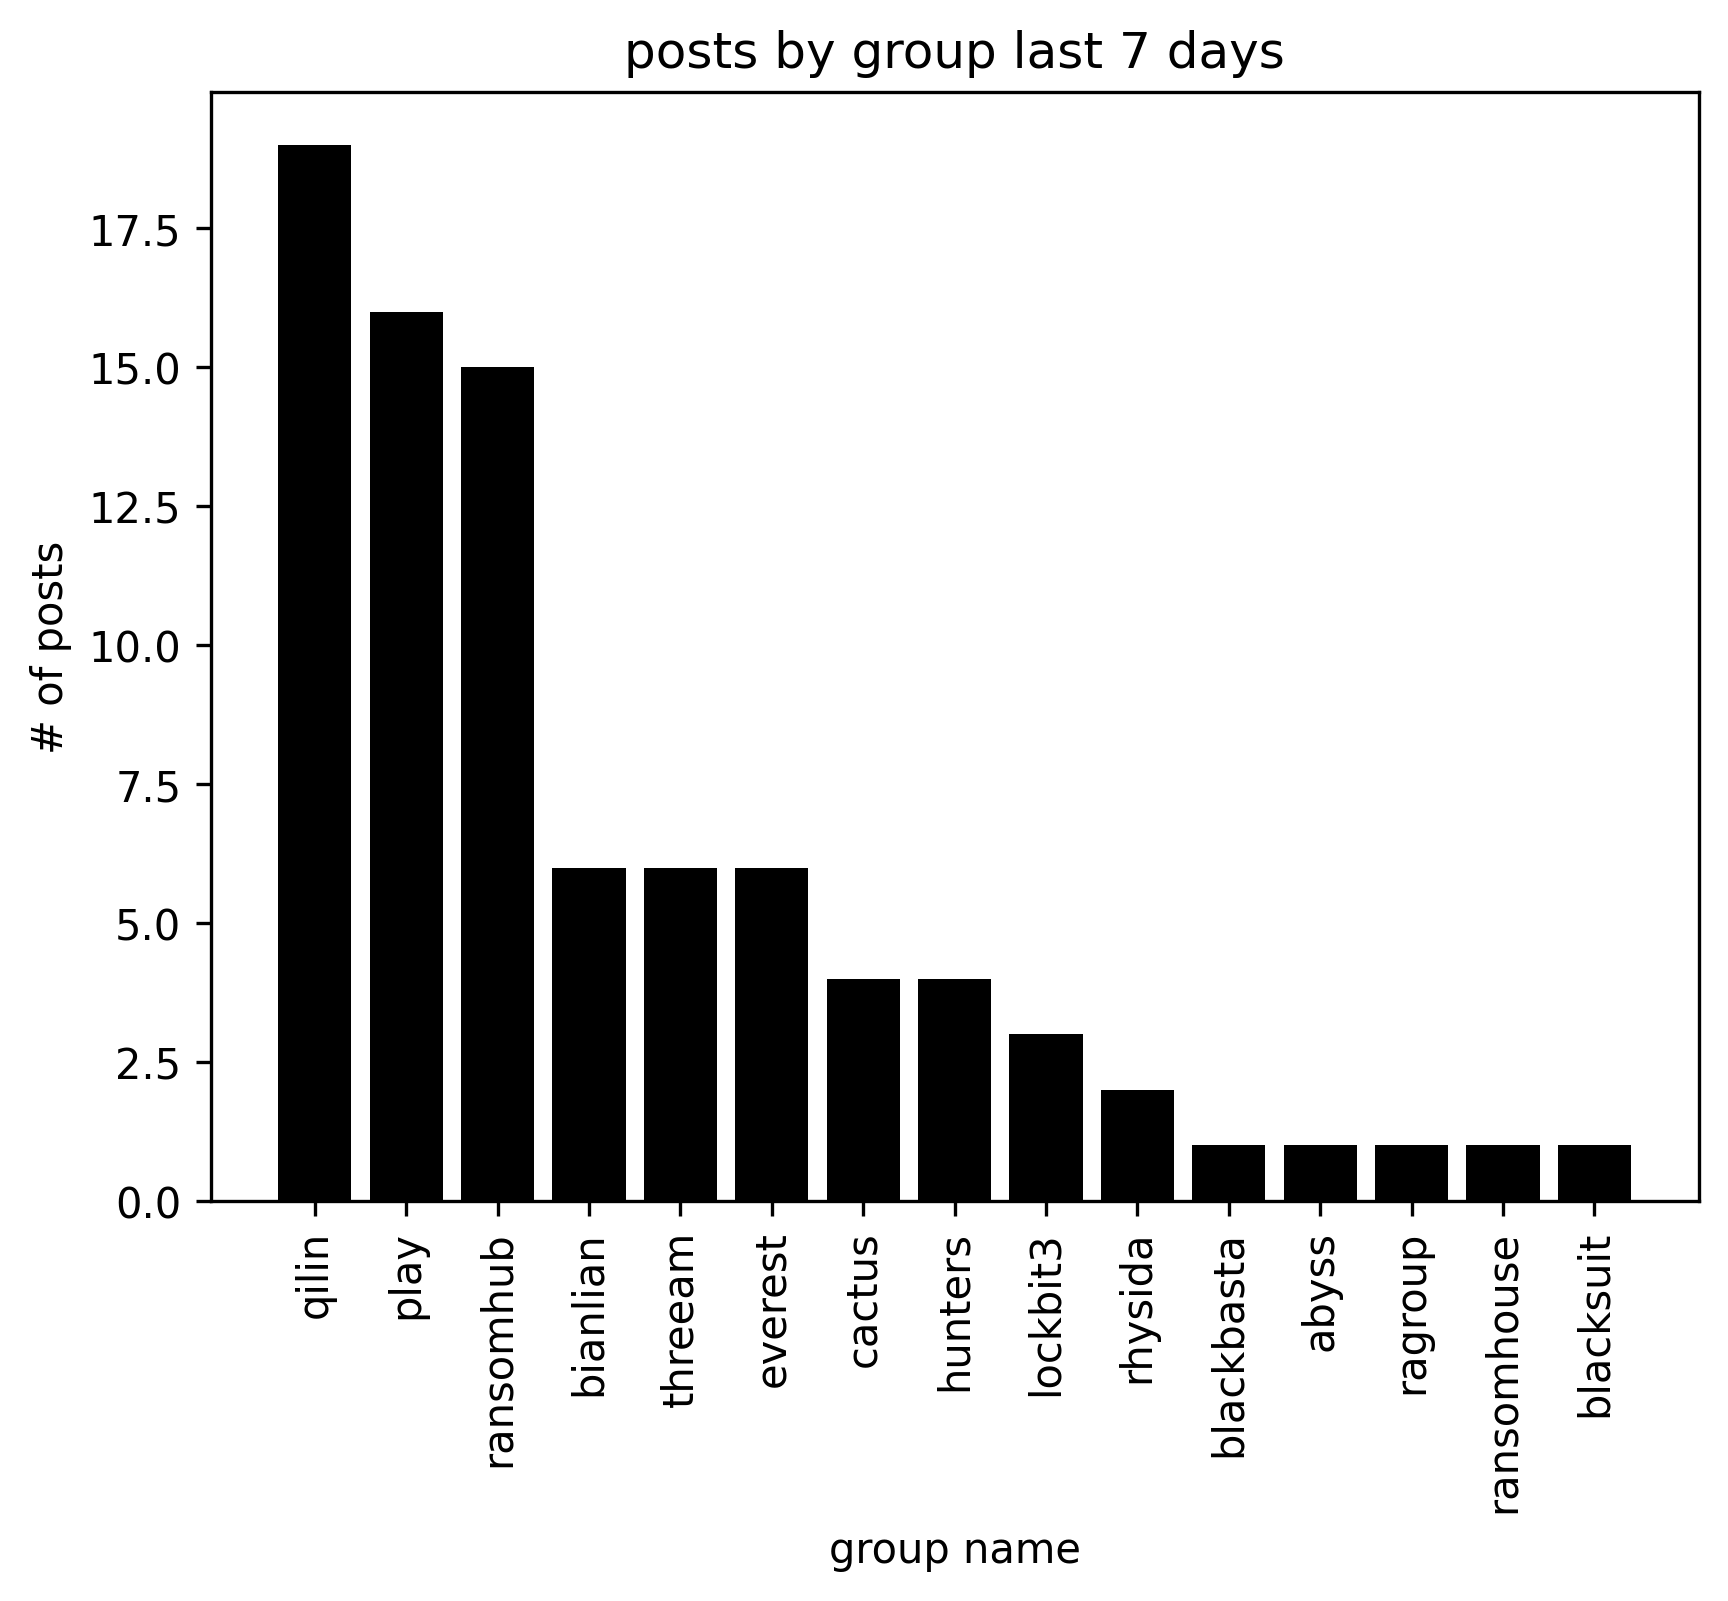 posts by group last 7 days
# of posts
17.5
15.0
12.5
10.0
7.5
5.0
2.5
0.0
qilin
play
ransomhub
bianlian
threeam
everest
cactus
hunters
lockbit3
rhysida
blackbasta
abyss
ragroup
ransomhouse
blacksuit
group name